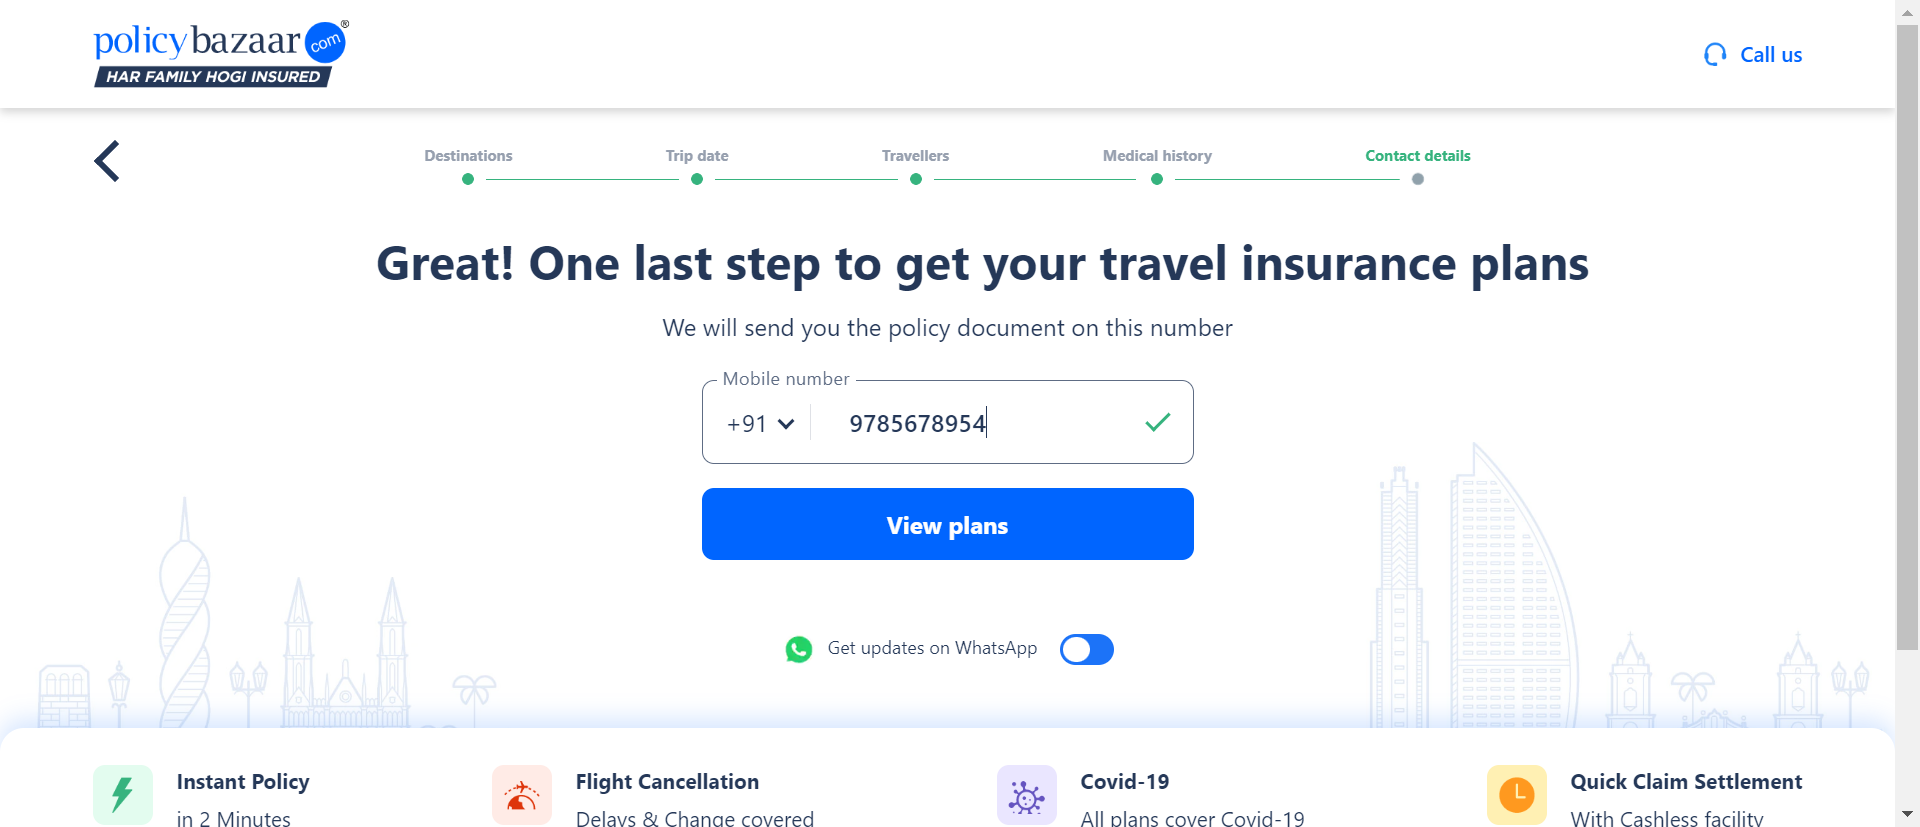 policybazaar com ®
HAR FAMILY HOGI INSURED
Call us
Destinations
Trip date
Travellers
Medical history
Contact details
Great! One last step to get your travel insurance plans
We will send you the policy document on this number
Mobile number
+91
9785678954
View plans
Get updates on WhatsApp
Instant Policy
in 2 Minutes
Flight Cancellation
Delays & Change covered
Covid-19
All plans cover Covid-19
Quick Claim Settlement
With Cashless facility